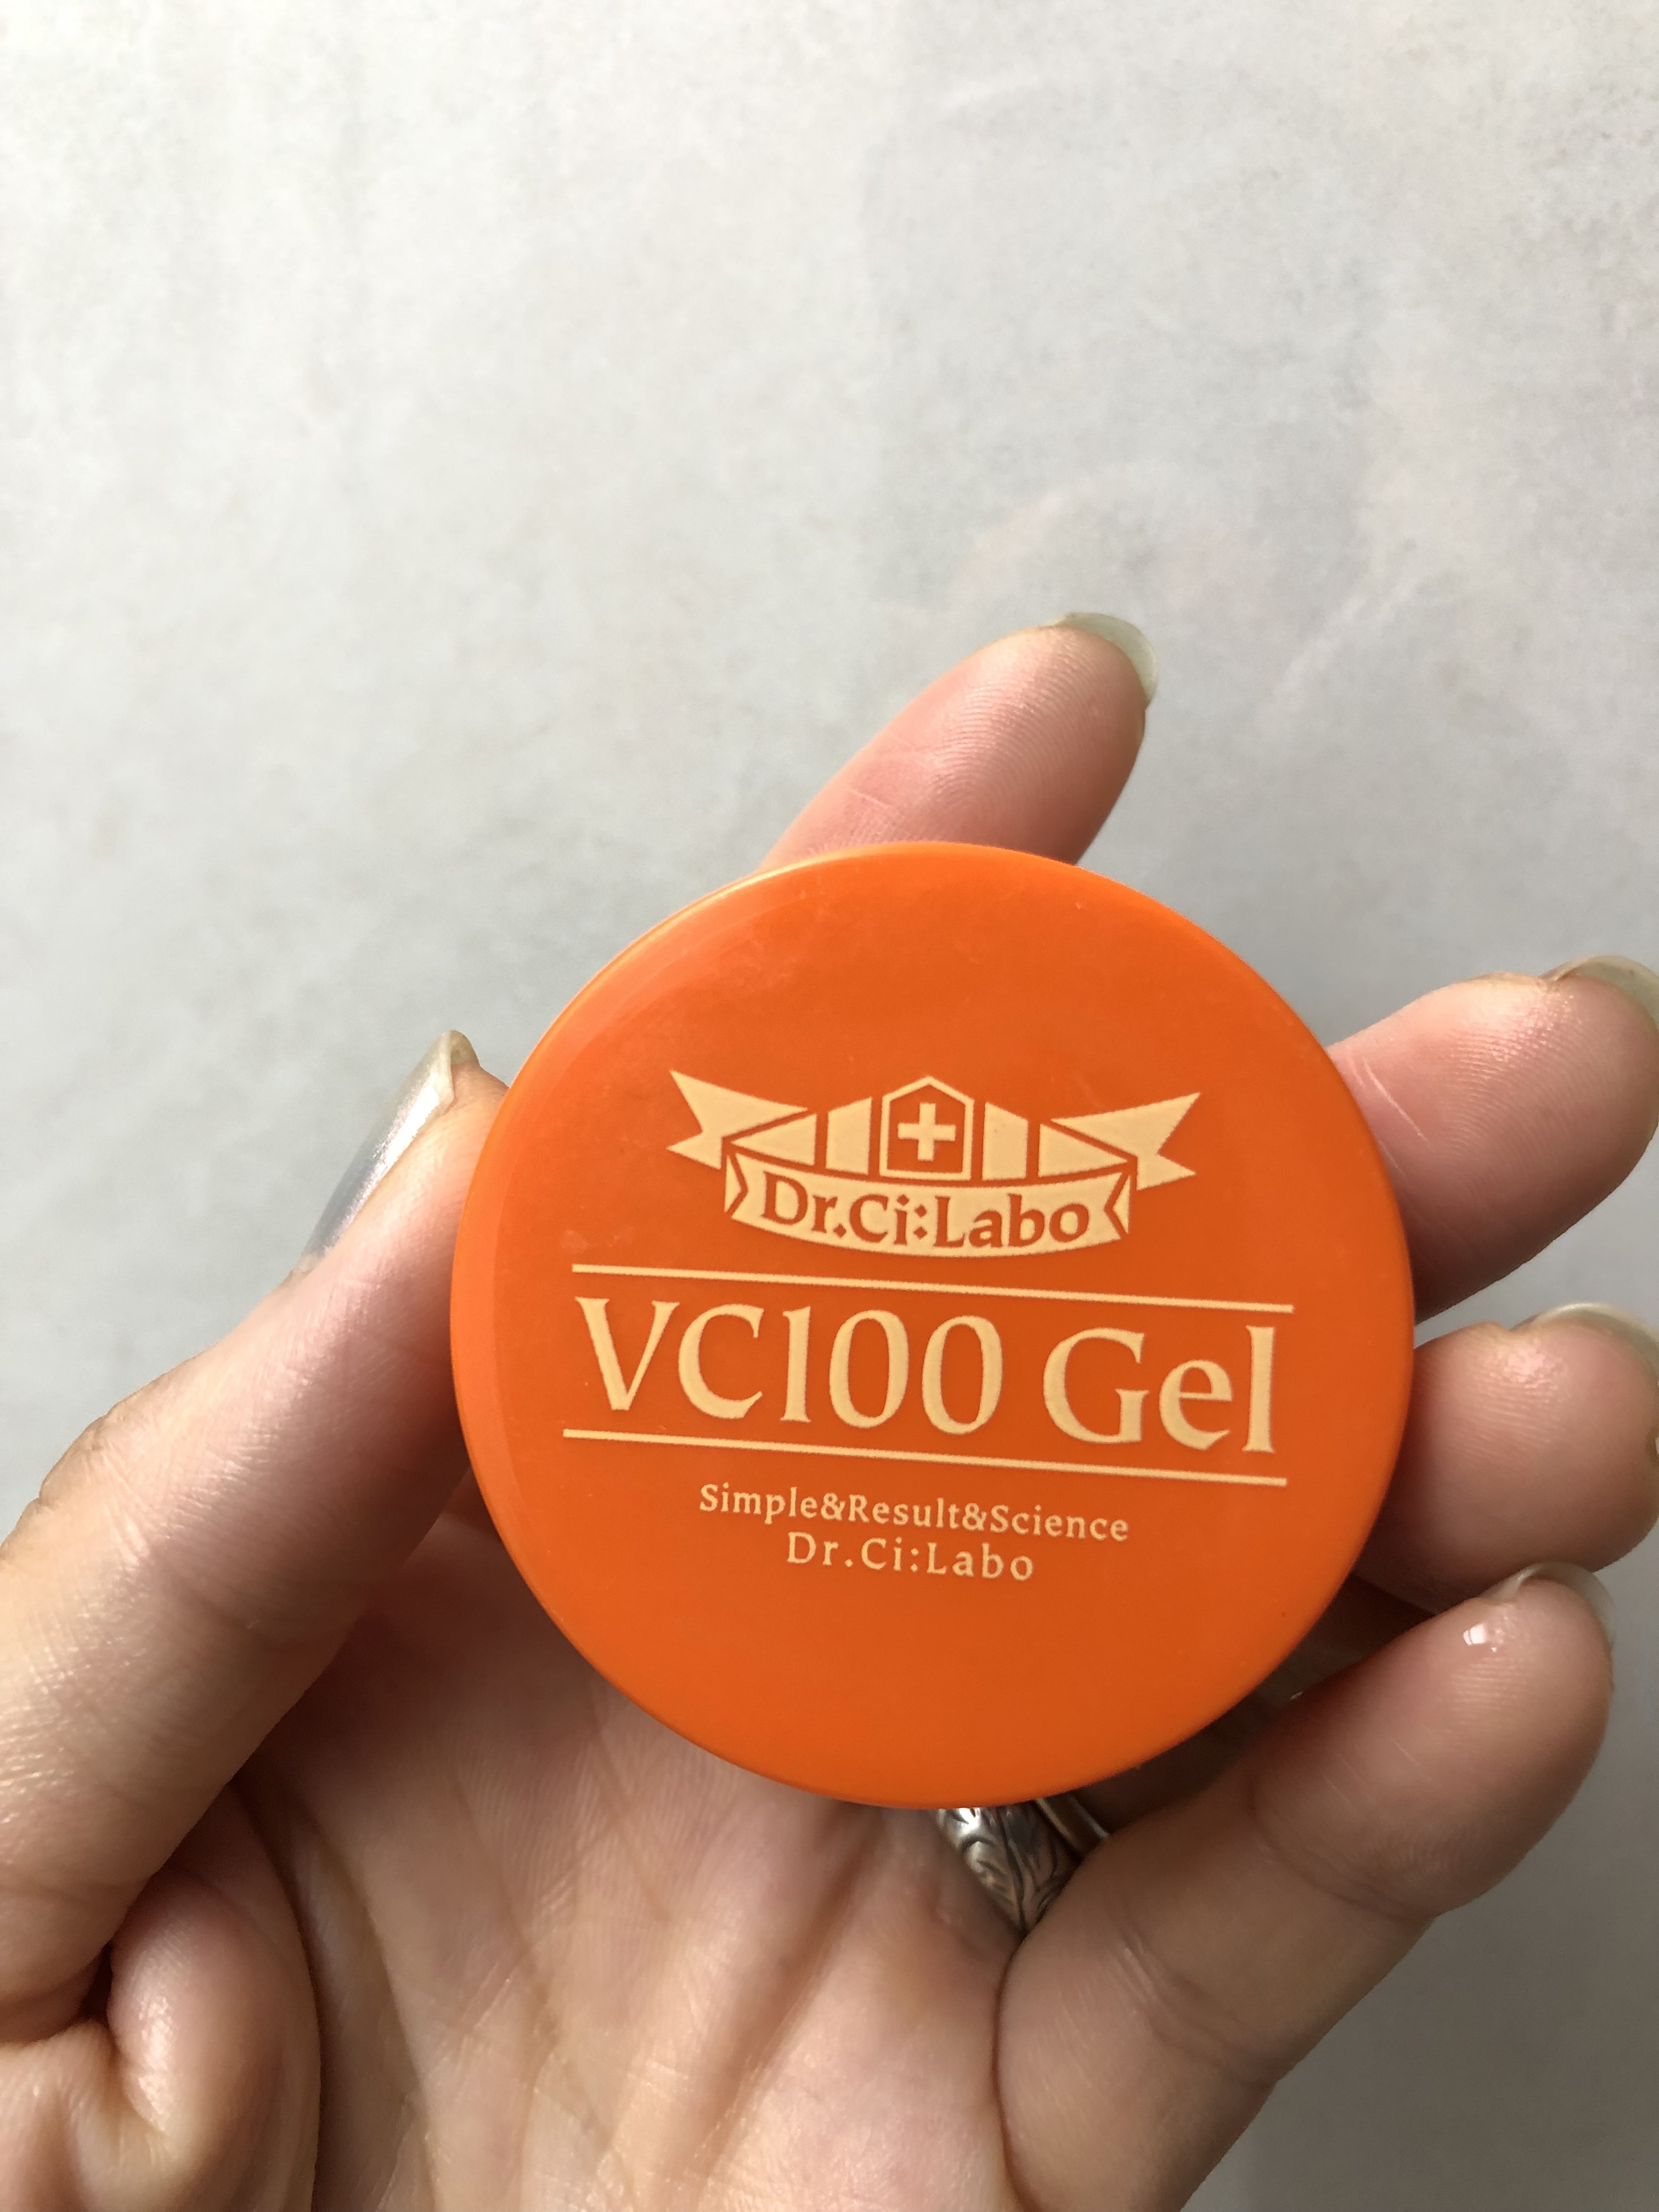 Dr.Ci:Labo
VC100 Gel
Simple&Result&Science
Dr.Ci:Labo